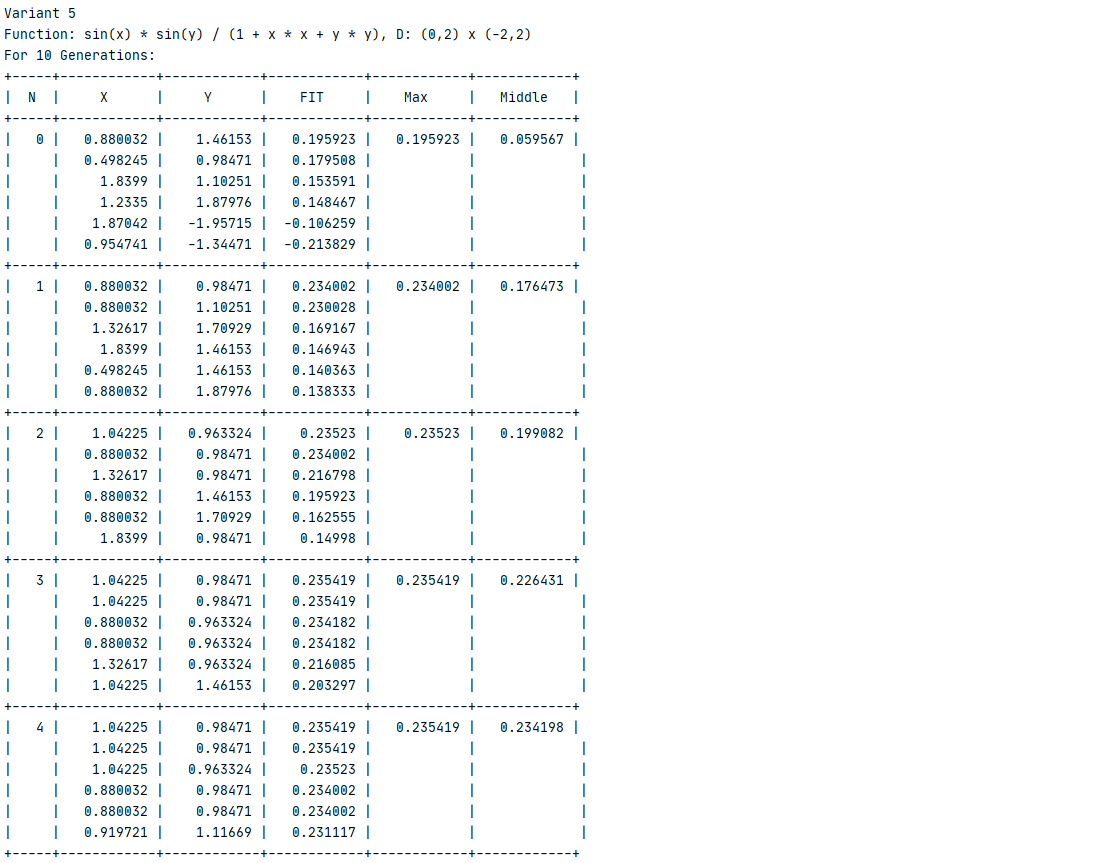 Variant 5
Function: sin(x) * sin(y) / (1 + x * x + y * y), D: (0,2) x (-2,2)
For 10 Generations:
+-----+------------+-------------+------------+------------+------------+
|  N  |     X      |     Y       |    FIT     |    Max     |   Middle   |
+-----+------------+-------------+------------+------------+------------+
|   0 |   0.880032 |    1.46153 |   0.195923 |   0.195923 |   0.059567 |
|     |   0.498245 |    0.98471 |   0.179508 |            |             |
|     |     1.8399 |    1.10251 |   0.153591 |            |             |
|     |     1.2335 |    1.87976 |   0.148467 |            |             |
|     |    1.87042 |   -1.95715 |  -0.106259 |            |             |
|     |   0.954741 |   -1.34471 |  -0.213829 |            |             |
+-----+------------+-------------+------------+------------+------------+
|   1 |   0.880032 |    0.98471 |   0.234002 |   0.234002 |   0.176473 |
|     |   0.880032 |    1.10251 |   0.230028 |            |             |
|     |    1.32617 |    1.70929 |   0.169167 |            |             |
|     |     1.8399 |    1.46153 |   0.146943 |            |             |
|     |   0.498245 |    1.46153 |   0.140363 |            |             |
|     |   0.880032 |    1.87976 |   0.138333 |            |             |
+-----+------------+-------------+------------+------------+------------+
|   2 |    1.04225 |   0.963324 |    0.23523 |    0.23523 |   0.199082 |
|     |   0.880032 |    0.98471 |   0.234002 |            |             |
|     |    1.32617 |    0.98471 |   0.216798 |            |             |
|     |   0.880032 |    1.46153 |   0.195923 |            |             |
|     |   0.880032 |    1.70929 |   0.162555 |            |             |
|     |     1.8399 |    0.98471 |    0.14998 |            |             |
+-----+------------+-------------+------------+------------+------------+
|   3 |    1.04225 |    0.98471 |   0.235419 |   0.235419 |   0.226431 |
|     |    1.04225 |    0.98471 |   0.235419 |            |             |
|     |   0.880032 |   0.963324 |   0.234182 |            |             |
|     |   0.880032 |   0.963324 |   0.234182 |            |             |
|     |    1.32617 |   0.963324 |   0.216085 |            |             |
|     |    1.04225 |    1.46153 |   0.203297 |            |             |
+-----+------------+-------------+------------+------------+------------+
|   4 |    1.04225 |    0.98471 |   0.235419 |   0.235419 |   0.234198 |
|     |    1.04225 |    0.98471 |   0.235419 |            |             |
|     |    1.04225 |   0.963324 |    0.23523 |            |             |
|     |   0.880032 |    0.98471 |   0.234002 |            |             |
|     |   0.880032 |    0.98471 |   0.234002 |            |             |
|     |   0.919721 |    1.11669 |   0.231117 |            |             |
+-----+------------+-------------+------------+------------+------------+